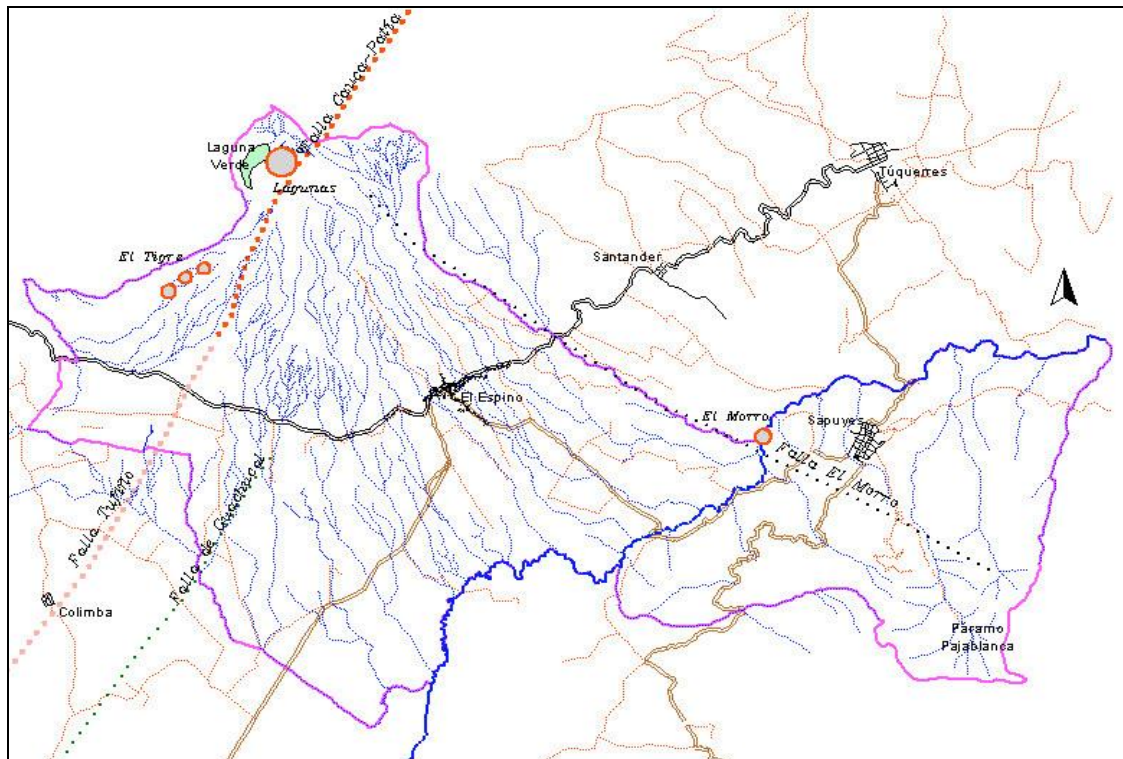 Falla Cauca-Patía
Laguna
Verde
Lagunas
Túquerres
El Tigre
Santander
El Espino
El Morro
Sapuyes
Falla El Morro
Falla Tufiño
Falla de Guachucal
Colimba
Páramo
Pajablanca